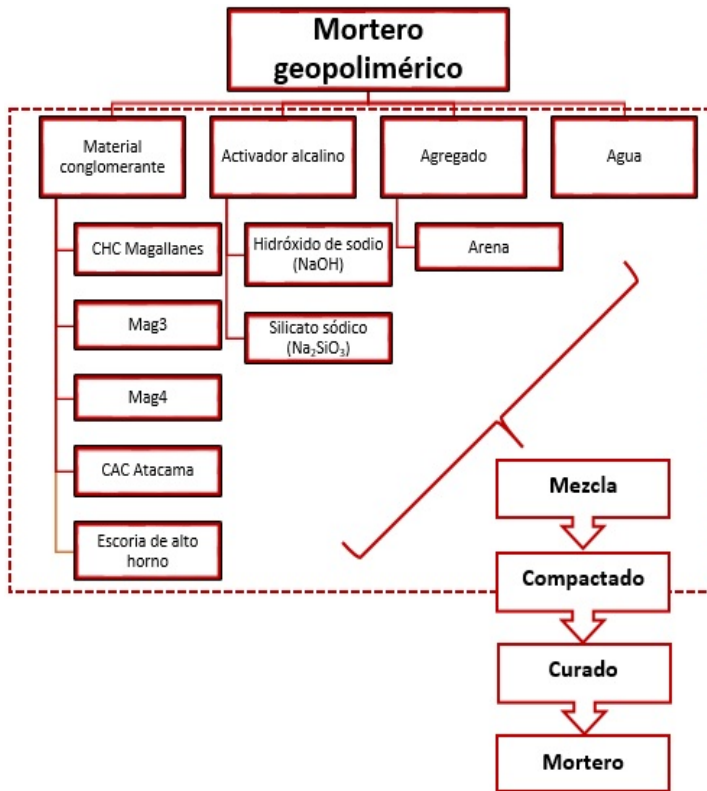 Mortero
geopolimérico
Material
conglomerante
Activador alcalino
Agregado
Agua
CHC Magallanes
Mag3
Mag4
CAC Atacama
Escoria de alto
horno
Hidróxido de sodio
(NaOH)
Silicato sódico
(Na₂SiO₃)
Arena
Mezcla
Compactado
Curado
Mortero